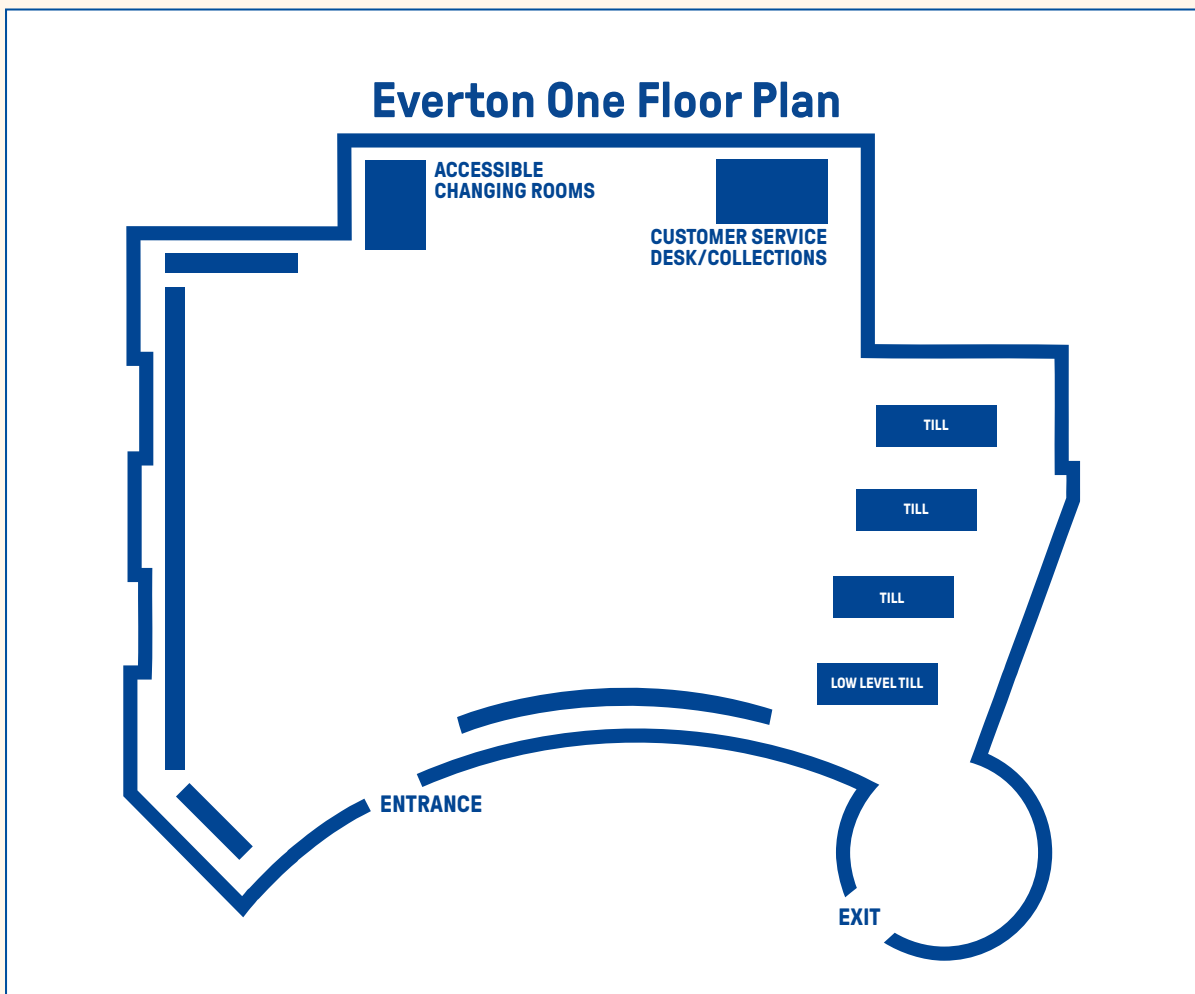 Everton One Floor Plan
ACCESSIBLE
CHANGING ROOMS
CUSTOMER SERVICE
DESK/COLLECTIONS
TILL
TILL
TILL
LOW LEVEL TILL
ENTRANCE
EXIT